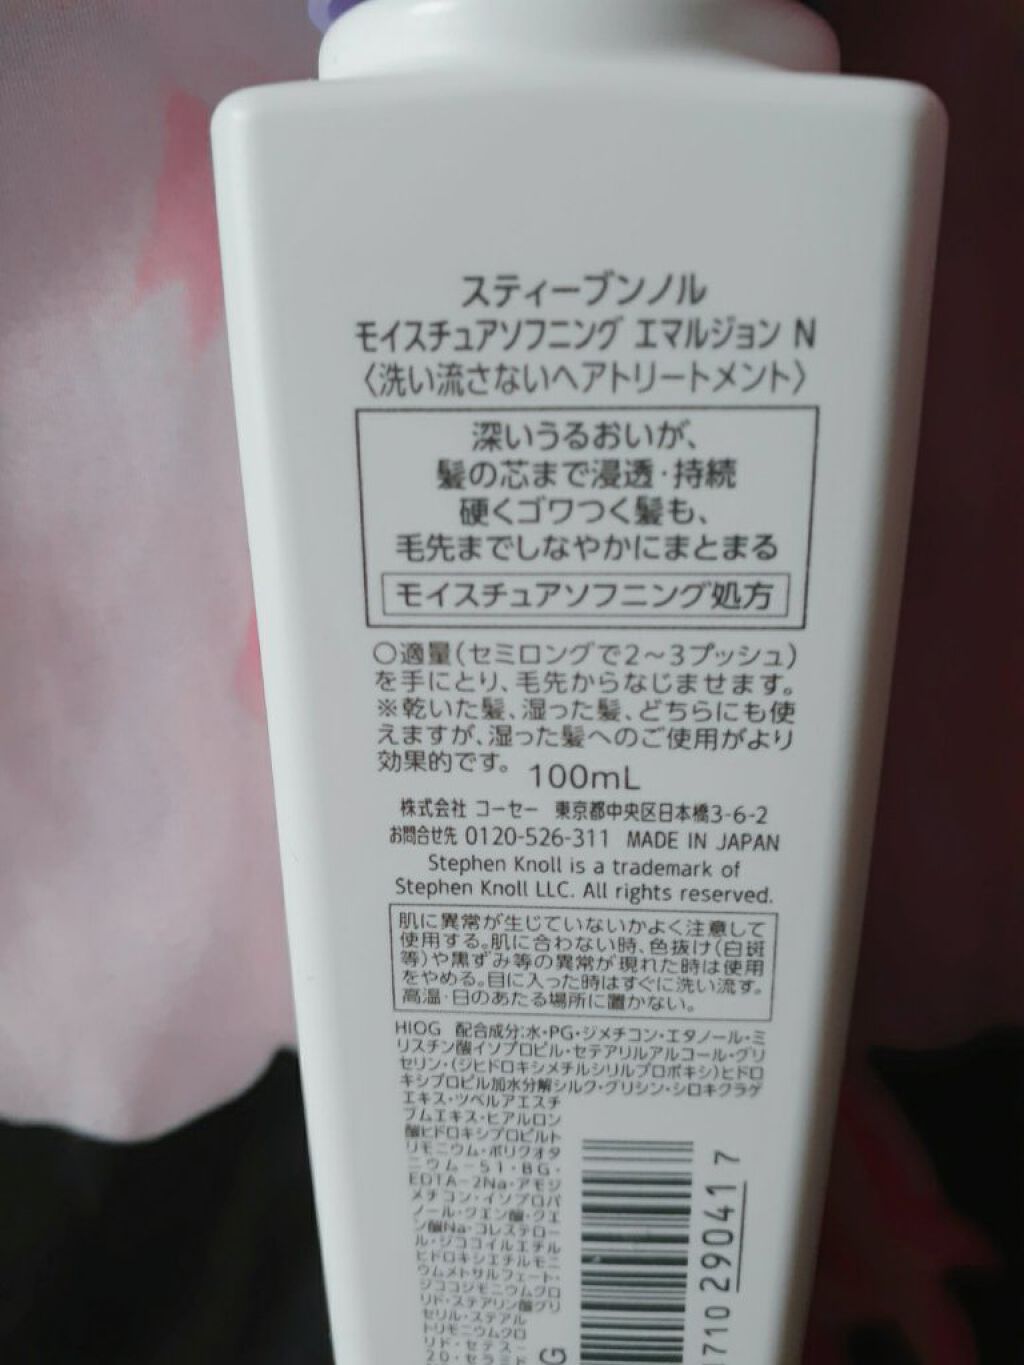 スティーブンノル
モイスチュアソフニング エマルジョン N
〈洗い流さないヘアトリートメント〉
深いうるおいが、
髪の芯まで浸透・持続
硬くゴワつく髪も、
毛先までしなやかにまとまる
モイスチュアソフニング処方
○適量(セミロングで2～3プッシュ)
を手にとり、毛先からなじませます。
※乾いた髪、湿った髪、どちらにも使
えますが、湿った髪へのご使用がより
効果的です。 100mL
株式会社 コーセー 東京都中央区日本橋3-6-2
お問合せ先 0120-526-311 MADE IN JAPAN
Stephen Knoll is a trademark of
Stephen Knoll LLC. All rights reserved.
肌に異常が生じていないかよく注意して
使用する。肌に合わない時、色抜け(白斑
等)や黒ずみ等の異常が現れた時は使用
をやめる。目に入った時はすぐに洗い流す。
高温・日のあたる場所に置かない。
HIOG 配合成分:水・PG・ジメチコン・エタノール・ミ
リスチン酸イソプロピル・セテアリルアルコール・グリ
セリン・(ジヒドロキシメチルシリルプロポキシ)ヒドロ
キシプロピル加水分解シルク・グリシン・シロキクラゲ
エキス・ツベルアエスチ
ブムエキス・ヒアルロン
酸ヒドロキシプロピルト
リモニウム・ポリクオタ
ニウム-51・BG・
EDTA-2Na・アモジ
メチコン・イソプロパ
ノール・クエン酸・クエ
ン酸Na・コレステロー
ル・ジココイルエチル
ヒドロキシエチルモニ
ウムメトサルフェート・
ジココジモニウムクロ
リド・ステアリン酸グリ
セリル・ステアル
トリモニウムクロ
リド・セテス-
20・セラミド
1710 29041 7
G